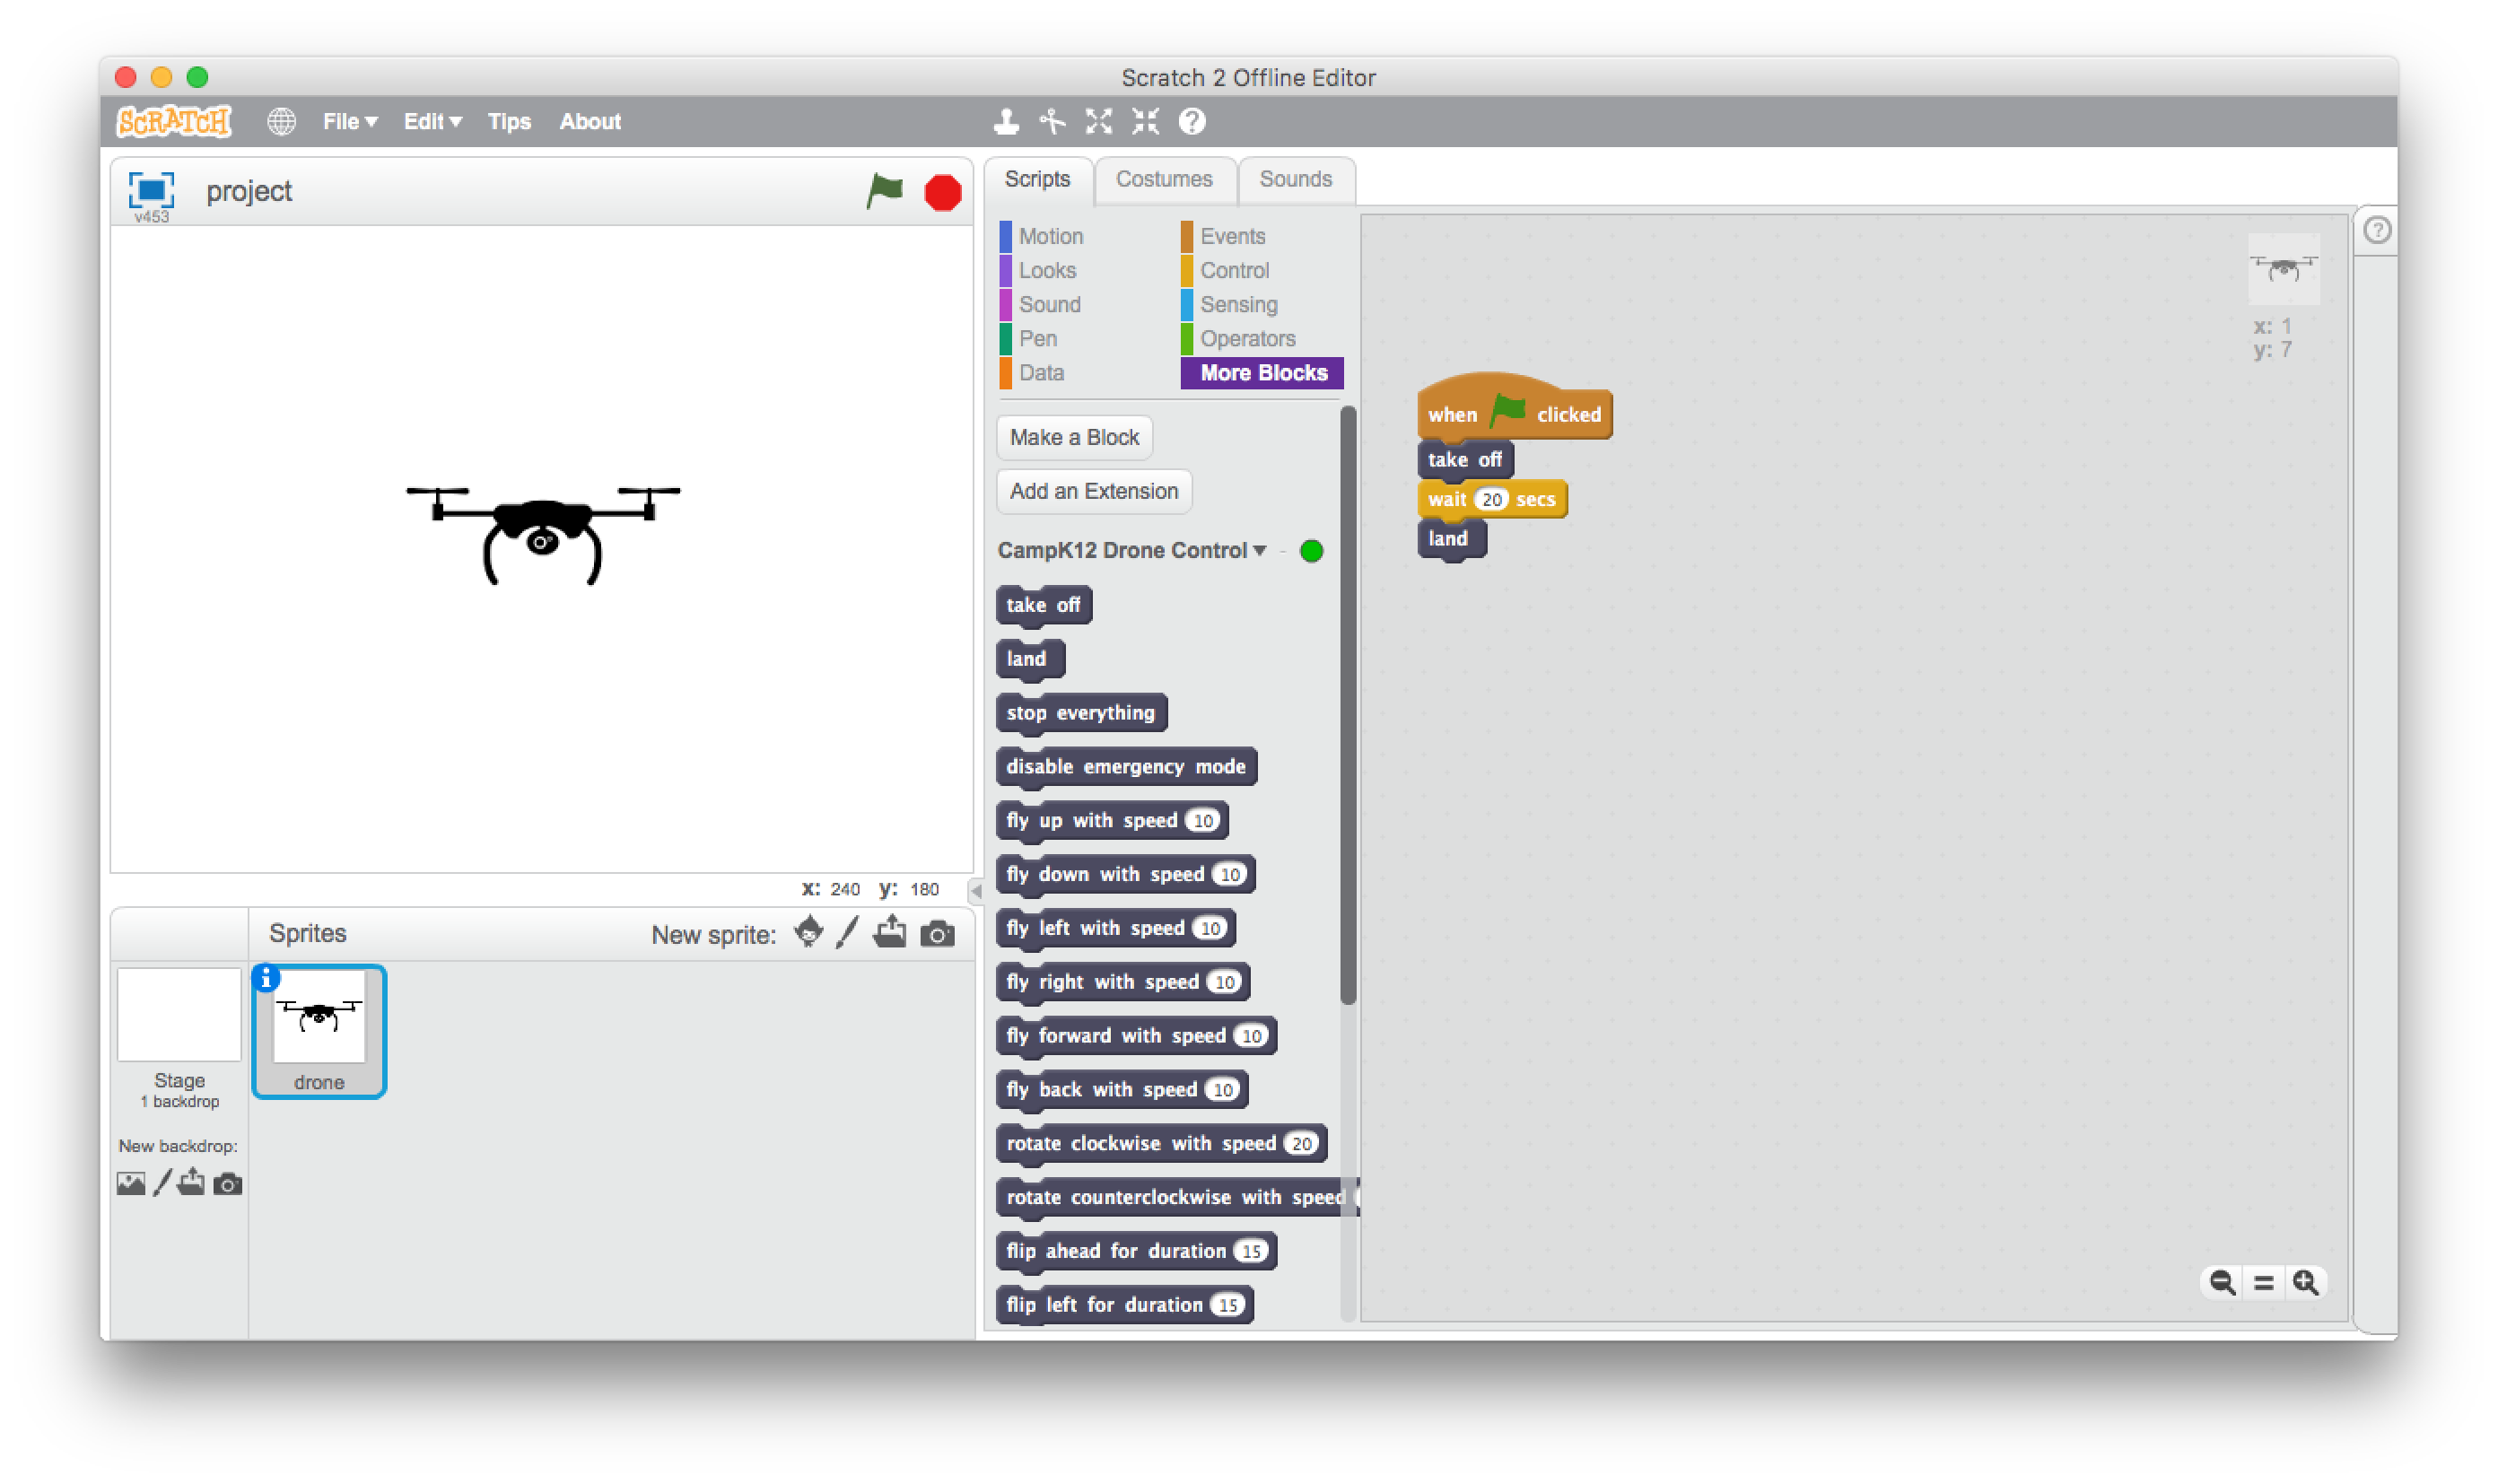 Scratch 2 Offline Editor
SCRATCH File Edit Tips About
v453
project
Scripts Costumes Sounds
Motion Events
Looks Control
Sound Sensing
Pen Operators
Data More Blocks
Make a Block
Add an Extension
CampK12 Drone Control -
take off
land
stop everything
disable emergency mode
fly up with speed 10
fly down with speed 10
fly left with speed 10
fly right with speed 10
fly forward with speed 10
fly back with speed 10
rotate clockwise with speed 20
rotate counterclockwise with speed
flip ahead for duration 15
flip left for duration 15
when clicked
take off
wait 20 secs
land
x: 1
y: 7
x: 240 y: 180
Sprites New sprite:
Stage
1 backdrop
New backdrop:
drone